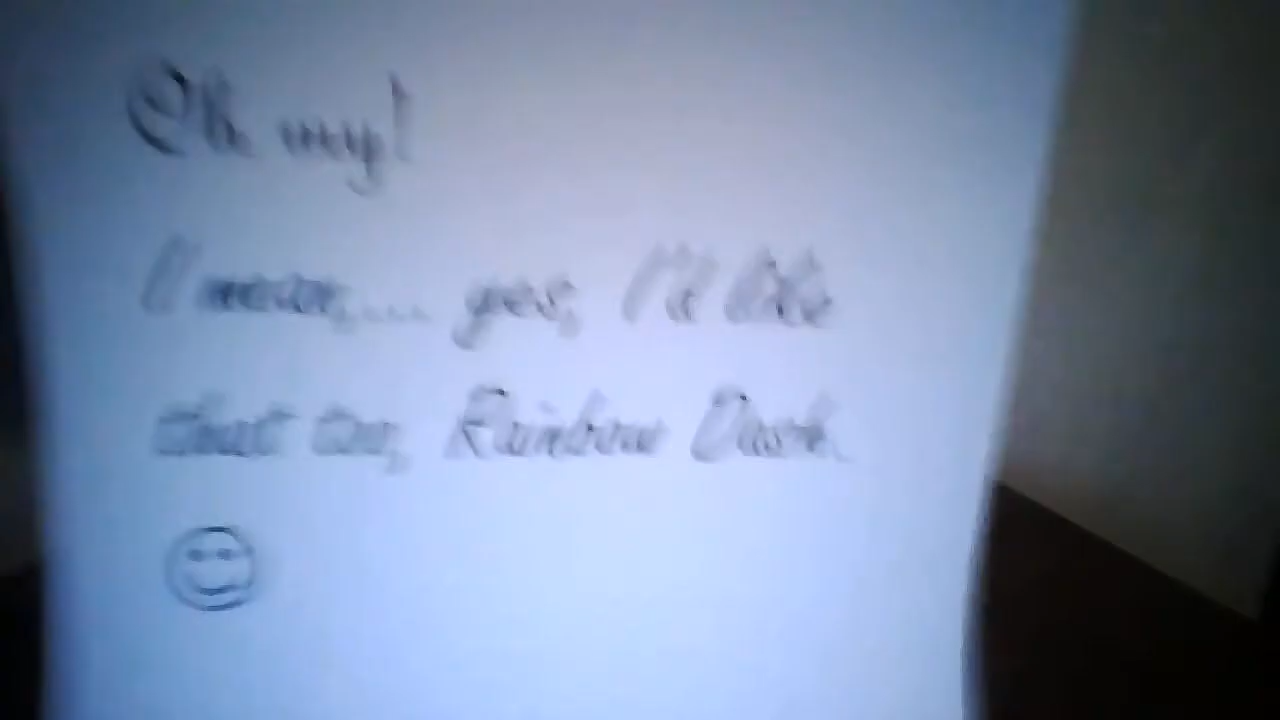 Oh my!
I mean,... yes, I'd like
that too, Rainbow Dash.